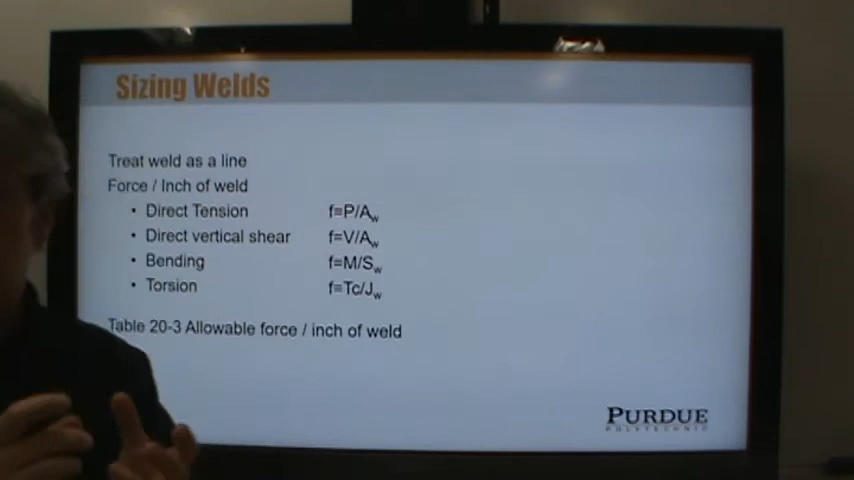 Sizing Welds
Treat weld as a line
Force / Inch of weld
• Direct Tension f=P/Aw
• Direct vertical shear f=V/Aw
• Bending f=M/Sw
• Torsion f=Tc/Jw
Table 20-3 Allowable force / inch of weld
PURDUE
POLYTECHNIC